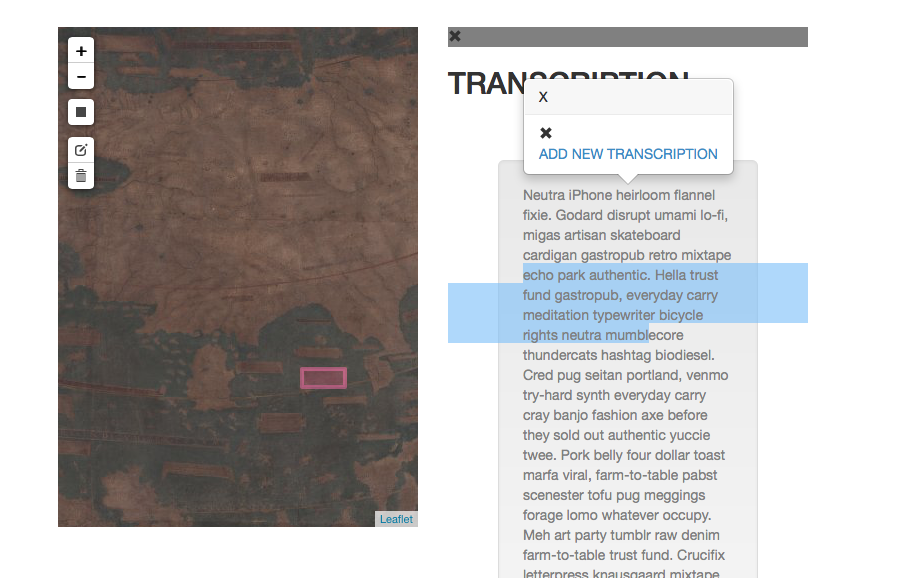 +
−
Leaflet
✖
TRANSCRIPTION
X
✖
ADD NEW TRANSCRIPTION
Neutra iPhone heirloom flannel
fixie. Godard disrupt umami lo-fi,
migas artisan skateboard
cardigan gastropub retro mixtape
echo park authentic. Hella trust
fund gastropub, everyday carry
meditation typewriter bicycle
rights neutra mumblecore
thundercats hashtag biodiesel.
Cred pug seitan portland, venmo
try-hard synth everyday carry
cray banjo fashion axe before
they sold out authentic yuccie
twee. Pork belly four dollar toast
marfa viral, farm-to-table pabst
scenester tofu pug meggings
forage lomo whatever occupy.
Meh art party tumblr raw denim
farm-to-table trust fund. Crucifix
letterpress knausgaard mixtape